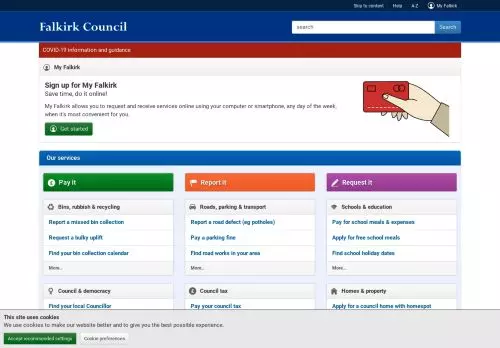 Skip to content Help A-Z My Falkirk
Falkirk Council
search Search
COVID-19 information and guidance
My Falkirk
Sign up for My Falkirk
Save time, do it online!
My Falkirk allows you to request and receive services online using your computer or smartphone, any day of the week,
when it's most convenient for you.
Get started
Our services
Pay it Report it Request it
Bins, rubbish & recycling Roads, parking & transport Schools & education
Report a missed bin collection Report a road defect (eg potholes) Pay for school meals & expenses
Request a bulky uplift Pay a parking fine Apply for free school meals
Find your bin collection calendar Find road works in your area Find school holiday dates
More... More... More...
Council & democracy Council tax Homes & property
Find your local Councillor Pay your council tax Apply for a council home with homespot
This site uses cookies
We use cookies to make our website better and to give you the best possible experience.
Accept recommended settings Cookie preferences